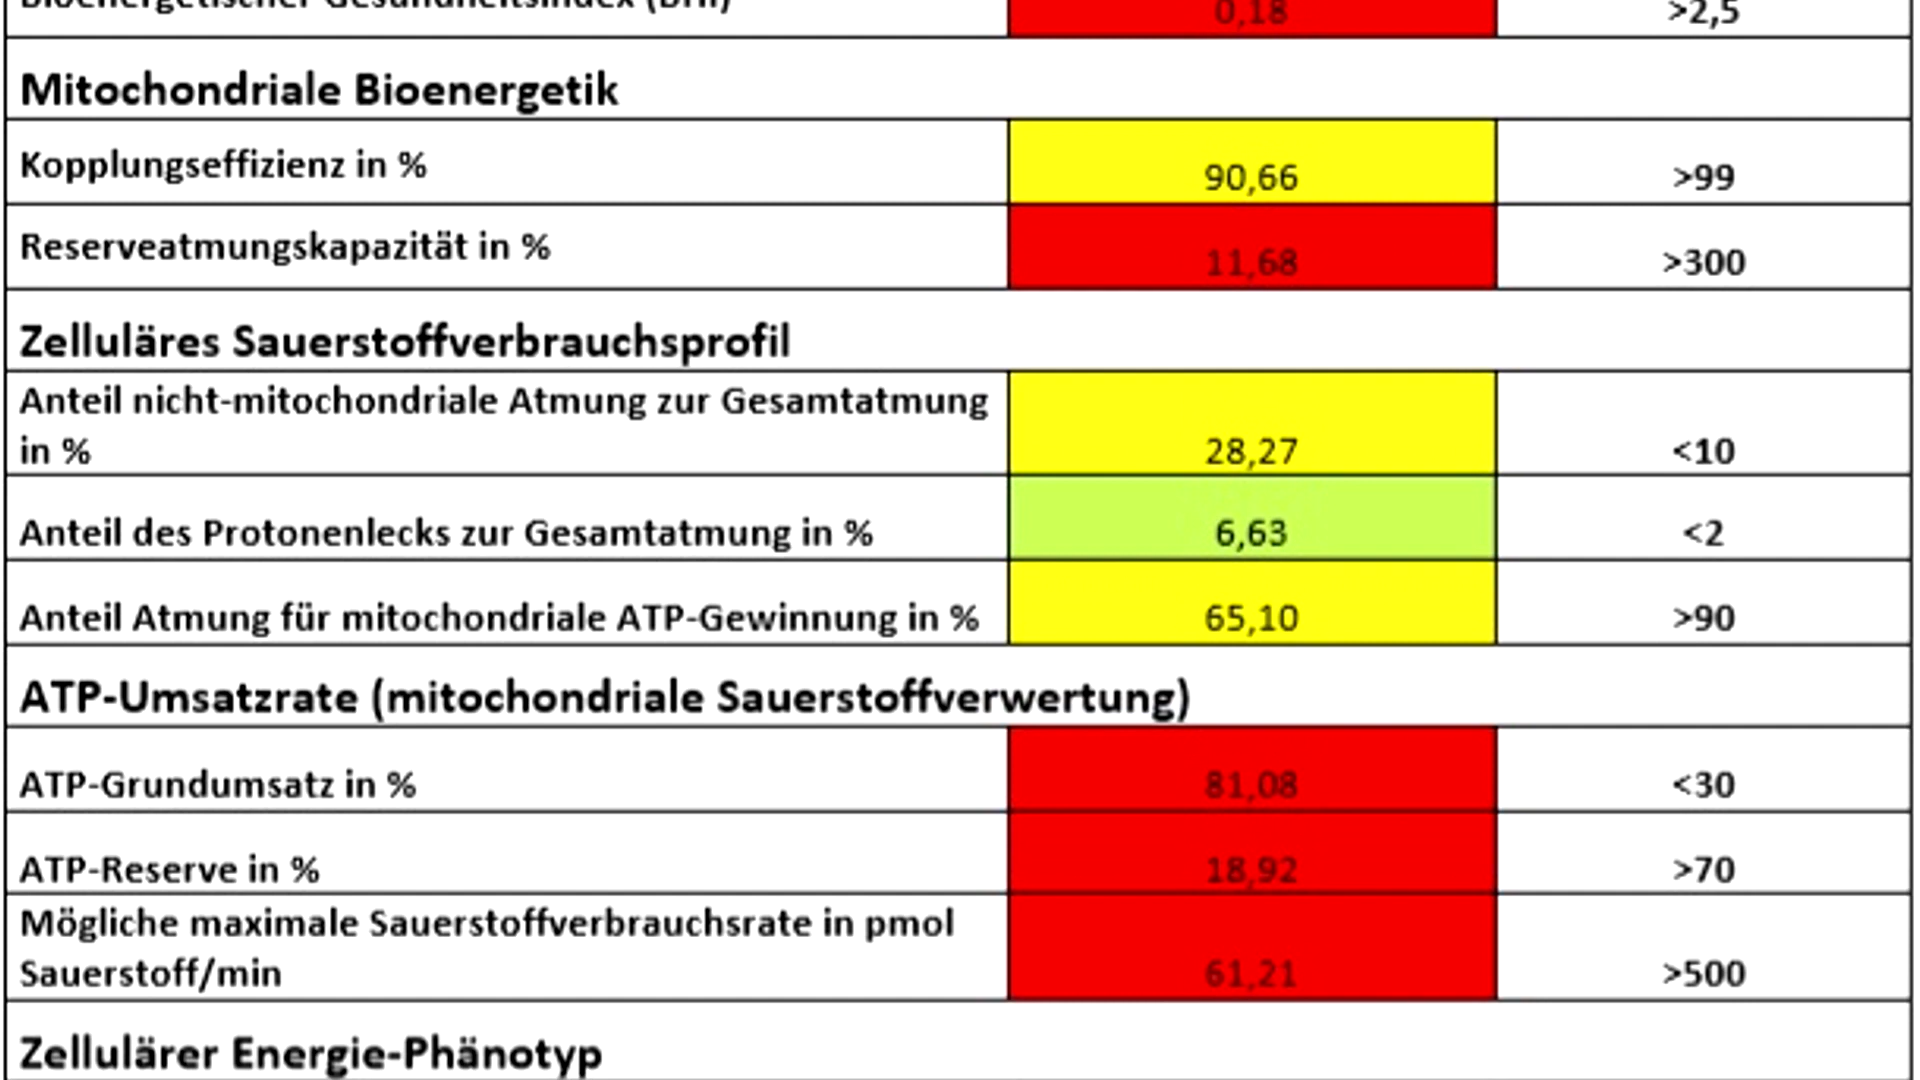 Bioenergetischer Gesundheitsindex (BHI) 0,18 >2,5
Mitochondriale Bioenergetik
Kopplungseffizienz in % 90,66 >99
Reserveatmungskapazität in % 11,68 >300
Zelluläres Sauerstoffverbrauchsprofil
Anteil nicht-mitochondriale Atmung zur Gesamtatmung
in % 28,27 <10
Anteil des Protonenlecks zur Gesamtatmung in % 6,63 <2
Anteil Atmung für mitochondriale ATP-Gewinnung in % 65,10 >90
ATP-Umsatzrate (mitochondriale Sauerstoffverwertung)
ATP-Grundumsatz in % 81,08 <30
ATP-Reserve in % 18,92 >70
Mögliche maximale Sauerstoffverbrauchsrate in pmol
Sauerstoff/min 61,21 >500
Zellulärer Energie-Phänotyp